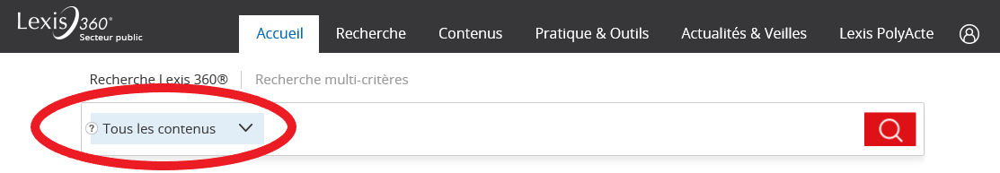 Lexis 360®
Secteur public
Accueil Recherche Contenus Pratique & Outils Actualités & Veilles Lexis PolyActe
Recherche Lexis 360® Recherche multi-critères
? Tous les contenus